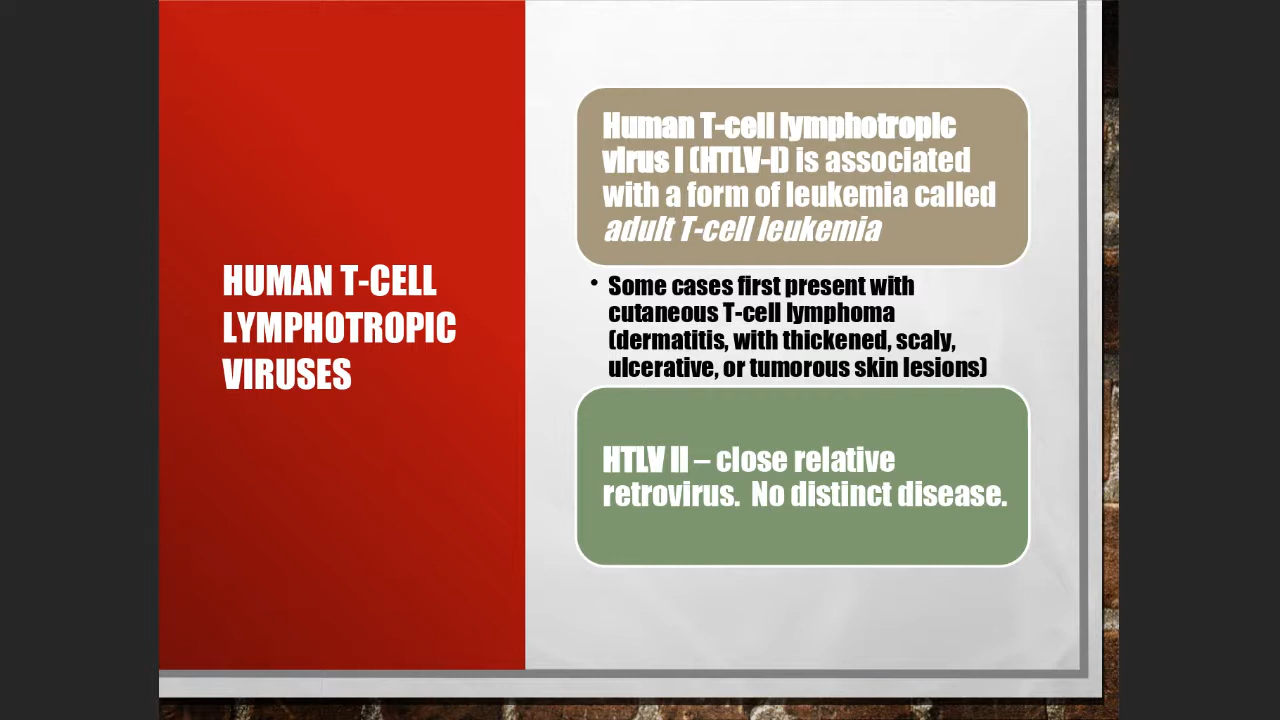 HUMAN T-CELL
LYMPHOTROPIC
VIRUSES
Human T-cell lymphotropic
virus I (HTLV-I) is associated
with a form of leukemia called
adult T-cell leukemia
• Some cases first present with
cutaneous T-cell lymphoma
(dermatitis, with thickened, scaly,
ulcerative, or tumorous skin lesions)
HTLV II – close relative
retrovirus.  No distinct disease.